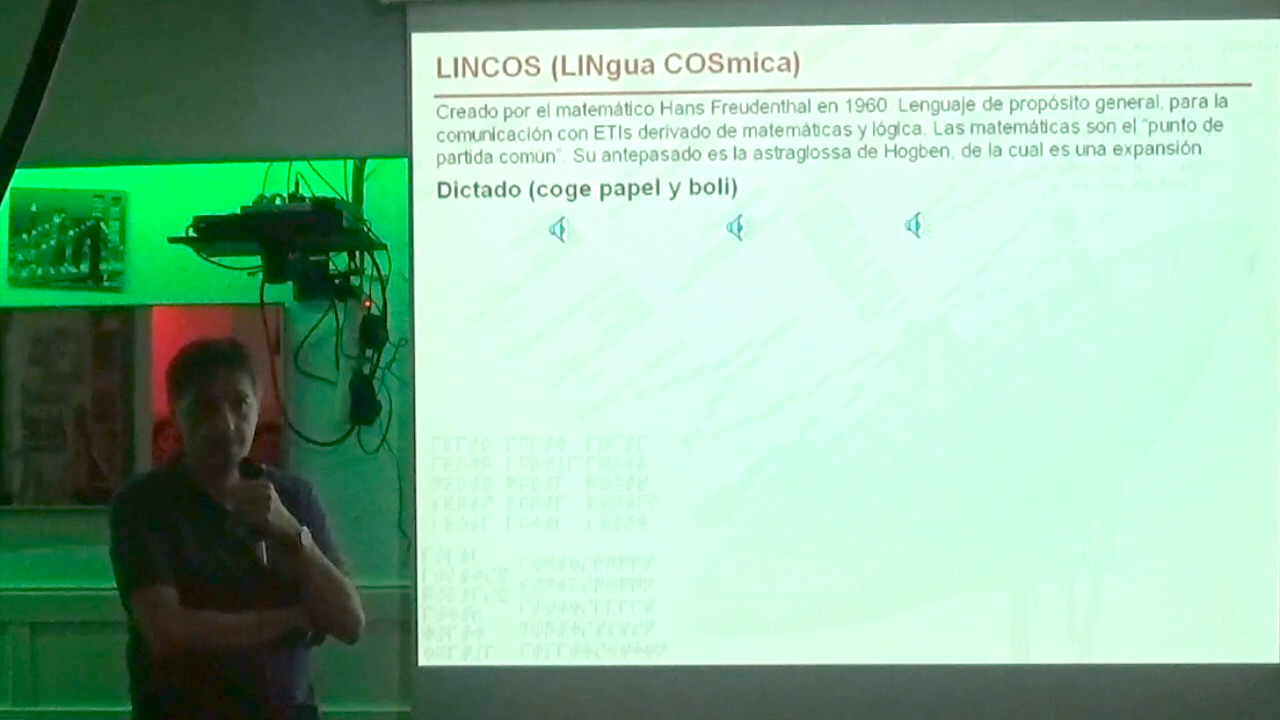 LINCOS (LINgua COSmica)
Creado por el matemático Hans Freudenthal en 1960. Lenguaje de propósito general, para la
comunicación con ETIs derivado de matemáticas y lógica. Las matemáticas son el "punto de
partida común". Su antepasado es la astraglossa de Hogben, de la cual es una expansión.
Dictado (coge papel y boli)